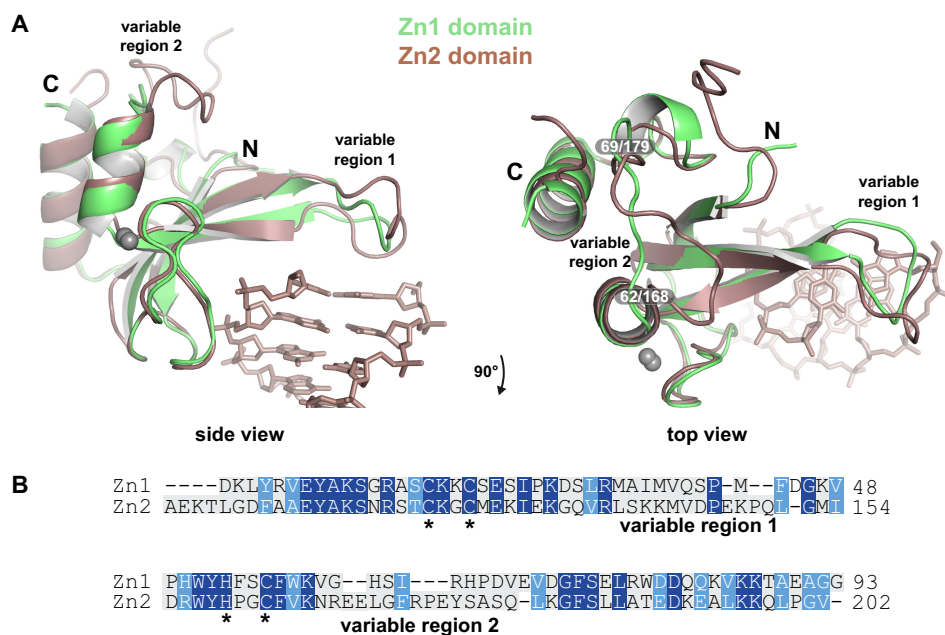 A
Zn1 domain
Zn2 domain
variable
region 2
C
N
variable
region 1
side view
90°
69/179
N
C
variable
region 1
variable
region 2
62/168
top view
B
Zn1 ----DKLYRVEYAKSGRASCKKCSESIPKDSLRMAIMVQSP-M--FDGKV 48
Zn2 AEKTLGDFAAEYAKSNRSTCKGCMEKIEKGQVRLSKKMVDPEKPQL-GMI 154
* * variable region 1
Zn1 PHWYHFSCFWKVG--HSI---RHPDVEVDGFSELRWDDQQKVKKTAEAGG 93
Zn2 DRWYHPGCFVKNREELGFRPEYSASQ-LKGFSLLATEDKEALKKQLPGV- 202
* * variable region 2